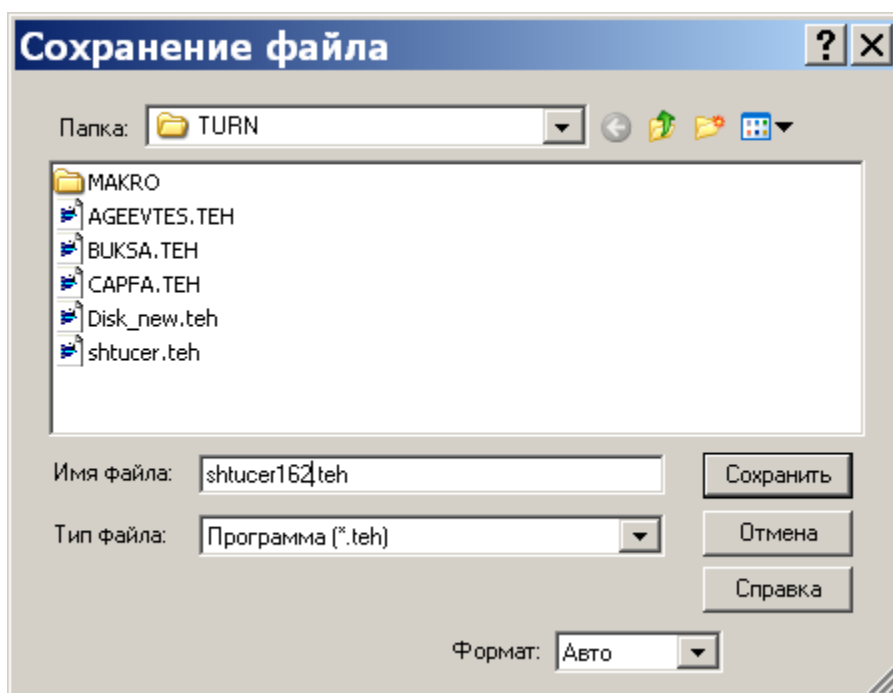 Сохранение файла
Папка: TURN
MAKRO
AGEEVTES.TEH
BUKSA.TEH
CAPFA.TEH
Disk_new.teh
shtucer.teh
Имя файла: shtucer162.teh Сохранить
Тип файла: Программа (*.teh) Отмена
Справка
Формат: Авто